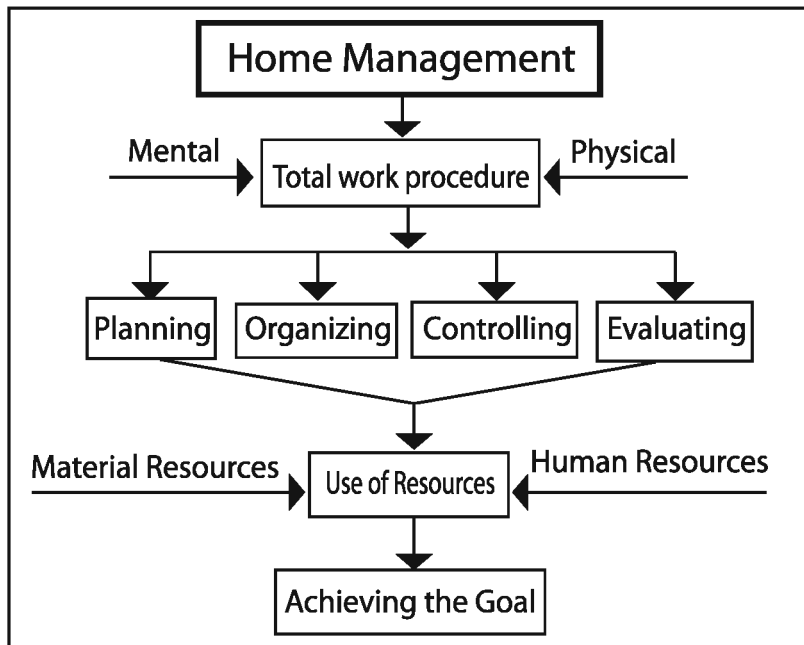 Home Management
Mental
Physical
Total work procedure
Planning
Organizing
Controlling
Evaluating
Material Resources
Human Resources
Use of Resources
Achieving the Goal